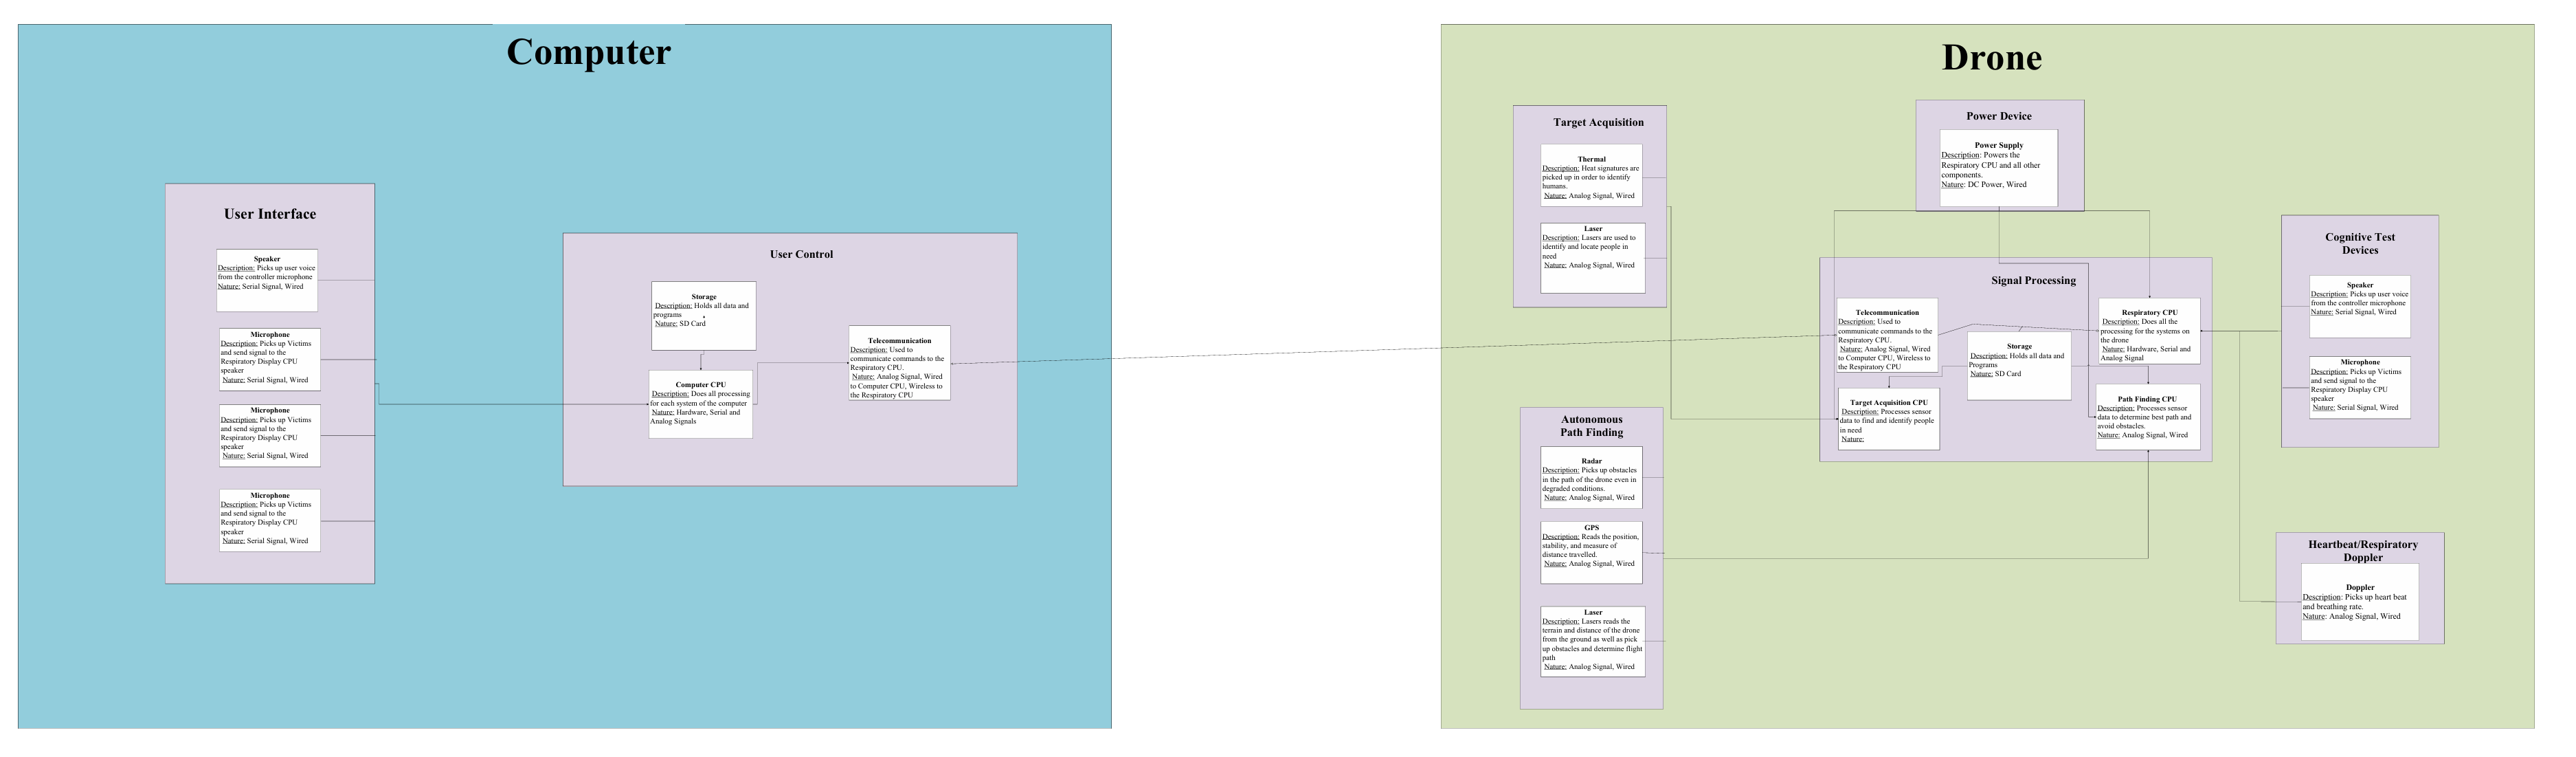 Computer
User Interface
Speaker
Description: Picks up user voice
from the controller microphone
Nature: Serial Signal, Wired
Microphone
Description: Picks up Victims
and send signal to the
Respiratory Display CPU
speaker
Nature: Serial Signal, Wired
Microphone
Description: Picks up Victims
and send signal to the
Respiratory Display CPU
speaker
Nature: Serial Signal, Wired
Microphone
Description: Picks up Victims
and send signal to the
Respiratory Display CPU
speaker
Nature: Serial Signal, Wired
User Control
Storage
Description: Holds all data and
programs
Nature: SD Card
Computer CPU
Description: Does all processing
for each system of the computer
Nature: Hardware, Serial and
Analog Signals
Telecommunication
Description: Used to
communicate commands to the
Respiratory CPU.
Nature: Analog Signal, Wired
to Computer CPU, Wireless to
the Respiratory CPU
Drone
Target Acquisition
Thermal
Description: Heat signatures are
picked up in order to identify
humans.
Nature: Analog Signal, Wired
Laser
Description: Lasers are used to
identify and locate people in
need
Nature: Analog Signal, Wired
Autonomous
Path Finding
Radar
Description: Picks up obstacles
in the path of the drone even in
degraded conditions.
Nature: Analog Signal, Wired
GPS
Description: Reads the position,
stability, and measure of
distance travelled.
Nature: Analog Signal, Wired
Laser
Description: Lasers reads the
terrain and distance of the drone
from the ground as well as pick
up obstacles and determine flight
path
Nature: Analog Signal, Wired
Power Device
Power Supply
Description: Powers the
Respiratory CPU and all other
components.
Nature: DC Power, Wired
Signal Processing
Telecommunication
Description: Used to
communicate commands to the
Respiratory CPU.
Nature: Analog Signal, Wired
to Computer CPU, Wireless to
the Respiratory CPU
Target Acquisition CPU
Description: Processes sensor
data to find and identify people
in need
Nature:
Storage
Description: Holds all data and
Programs
Nature: SD Card
Respiratory CPU
Description: Does all the
processing for the systems on
the drone
Nature: Hardware, Serial and
Analog Signal
Path Finding CPU
Description: Processes sensor
data to determine best path and
avoid obstacles.
Nature: Analog Signal, Wired
Cognitive Test
Devices
Speaker
Description: Picks up user voice
from the controller microphone
Nature: Serial Signal, Wired
Microphone
Description: Picks up Victims
and send signal to the
Respiratory Display CPU
speaker
Nature: Serial Signal, Wired
Heartbeat/Respiratory
Doppler
Doppler
Description: Picks up heart beat
and breathing rate.
Nature: Analog Signal, Wired